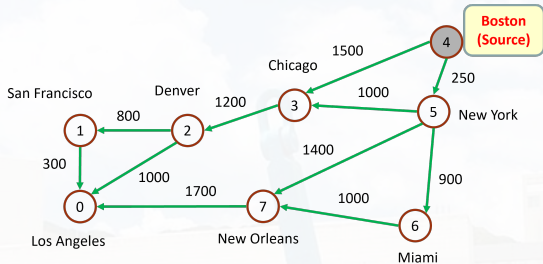 Boston
(Source)
4
1500
250
Chicago
San Francisco
Denver
3
1000
5
New York
1200
1
800
2
300
1000
1400
900
0
1700
7
1000
6
Los Angeles
New Orleans
Miami